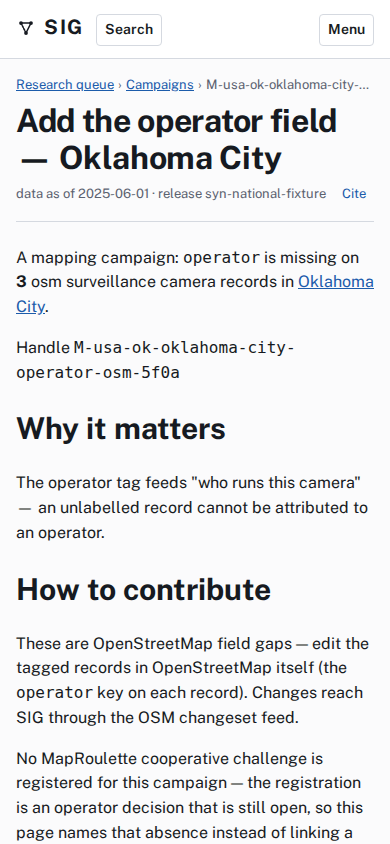 SIG Search Menu
Research queue › Campaigns › M-usa-ok-oklahoma-city-...
Add the operator field
— Oklahoma City
data as of 2025-06-01 · release syn-national-fixture Cite
A mapping campaign: operator is missing on
3 osm surveillance camera records in Oklahoma
City.
Handle M-usa-ok-oklahoma-city-
operator-osm-5f0a
Why it matters
The operator tag feeds "who runs this camera"
— an unlabelled record cannot be attributed to
an operator.
How to contribute
These are OpenStreetMap field gaps — edit the
tagged records in OpenStreetMap itself (the
operator key on each record). Changes reach
SIG through the OSM changeset feed.
No MapRoulette cooperative challenge is
registered for this campaign — the registration
is an operator decision that is still open, so this
page names that absence instead of linking a